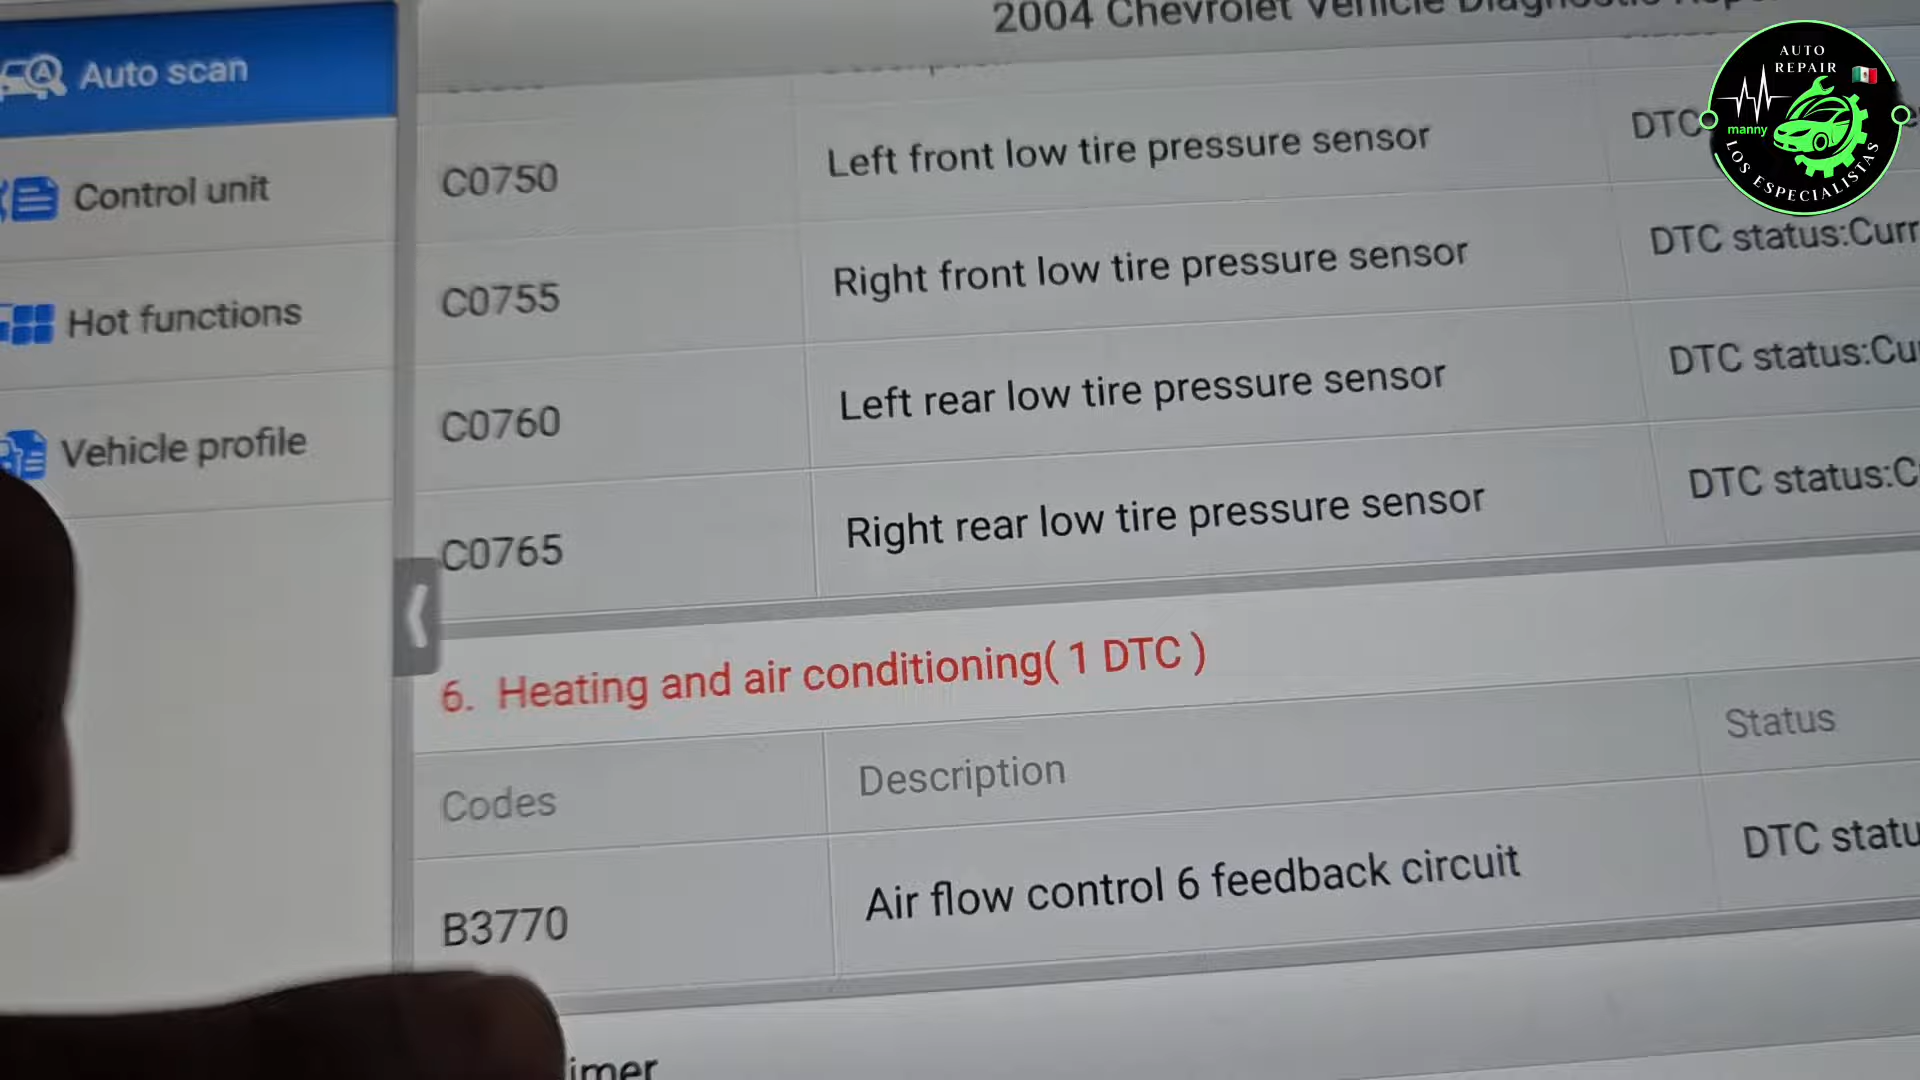 2004 Chevrolet Vehicle Diagnostic
Auto scan
Control unit
Hot functions
Vehicle profile
C0750 Left front low tire pressure sensor DTC
C0755 Right front low tire pressure sensor DTC status:Curr
C0760 Left rear low tire pressure sensor DTC status:Cu
C0765 Right rear low tire pressure sensor DTC status:C
6. Heating and air conditioning( 1 DTC )
Codes Description Status
B3770 Air flow control 6 feedback circuit DTC statu
imer
AUTO
REPAIR
manny
LOS ESPECIALISTAS